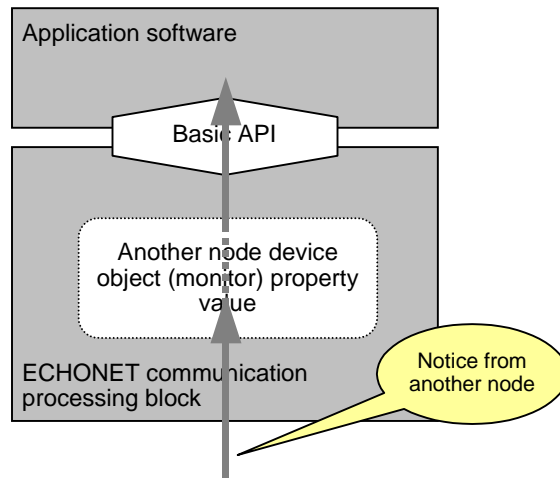 Application software
Basic API
Another node device
object (monitor) property
value
ECHONET communication
processing block
Notice from
another node